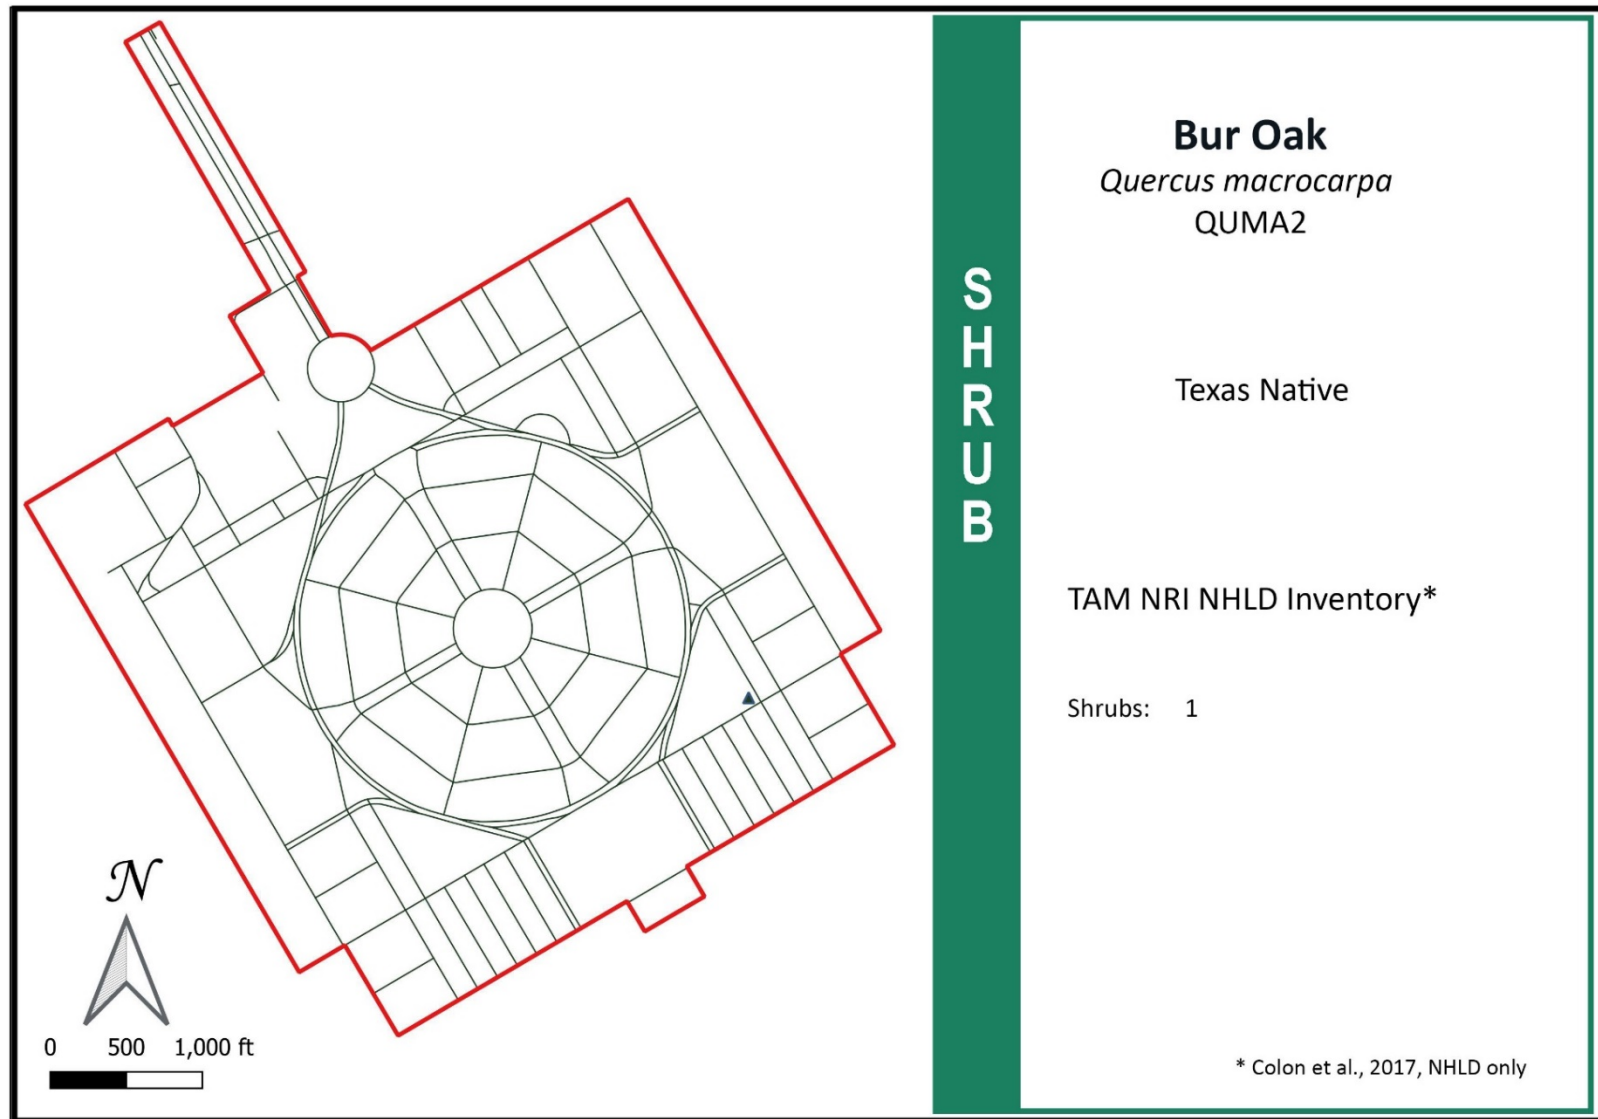 N
0 500 1,000 ft
SHRUB
Bur Oak
Quercus macrocarpa
QUMA2
Texas Native
TAM NRI NHLD Inventory*
Shrubs: 1
* Colon et al., 2017, NHLD only